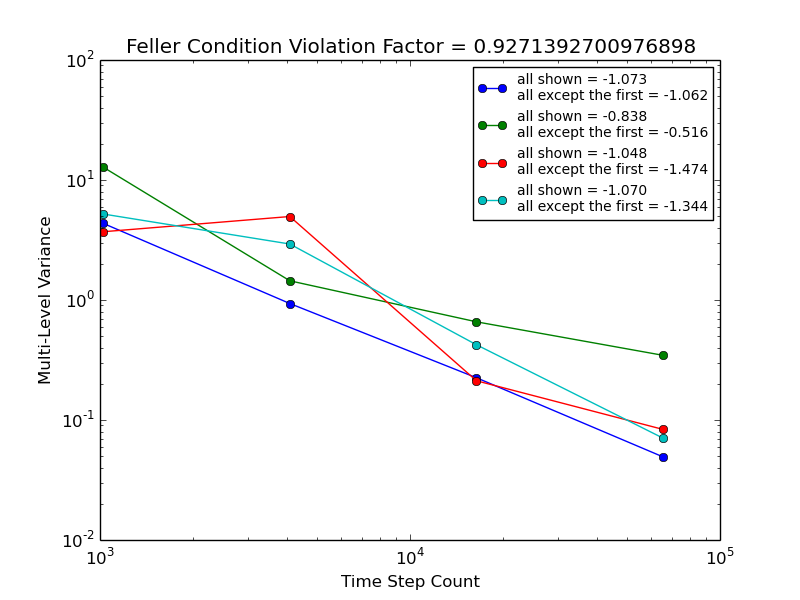 Feller Condition Violation Factor = 0.9271392700976898
all shown = -1.073
all except the first = -1.062
all shown = -0.838
all except the first = -0.516
all shown = -1.048
all except the first = -1.474
all shown = -1.070
all except the first = -1.344
Multi-Level Variance
10^2
10^1
10^0
10^-1
10^-2
10^3
10^4
10^5
Time Step Count